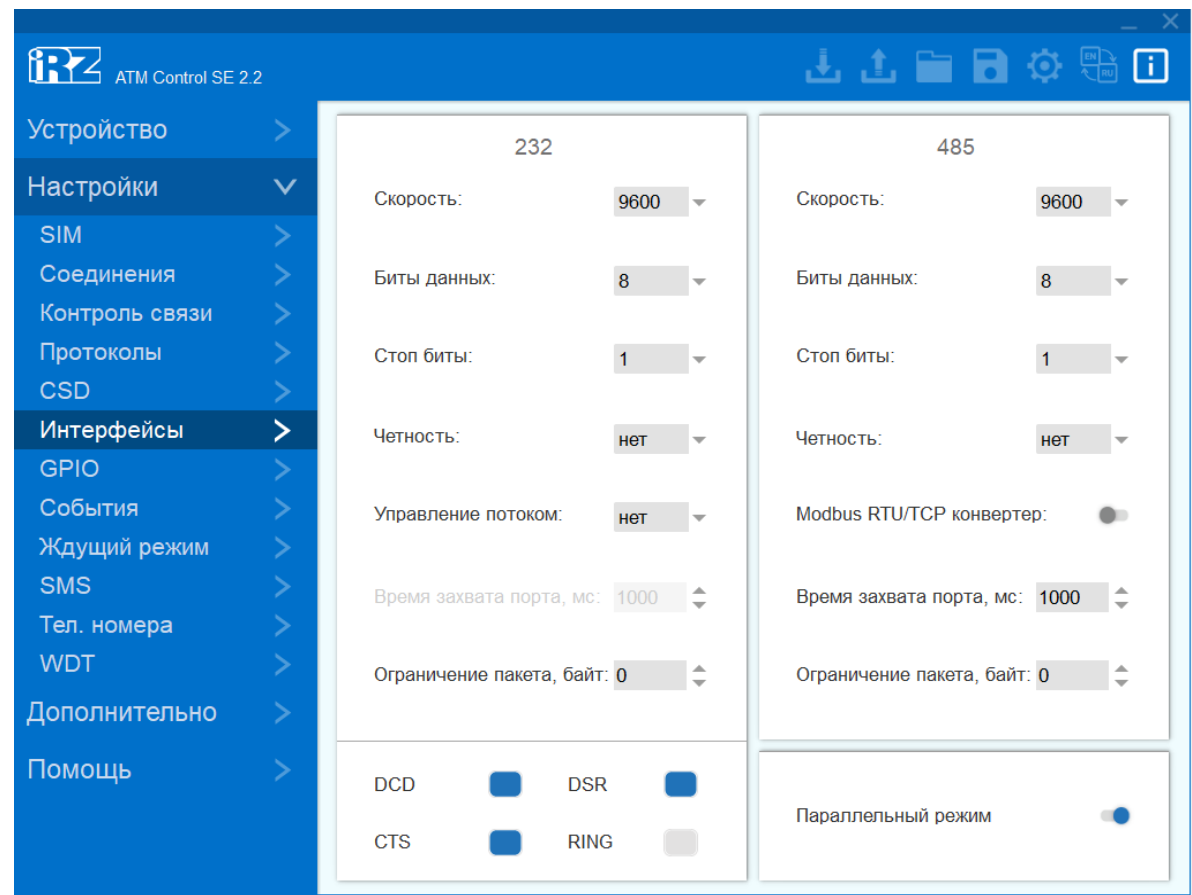 iRZ ATM Control SE 2.2
EN
RU
i
Устройство
Настройки
SIM
Соединения
Контроль связи
Протоколы
CSD
Интерфейсы
GPIO
События
Ждущий режим
SMS
Тел. номера
WDT
Дополнительно
Помощь
232
Скорость: 9600
Биты данных: 8
Стоп биты: 1
Четность: нет
Управление потоком: нет
Время захвата порта, мс: 1000
Ограничение пакета, байт: 0
DCD DSR
CTS RING
485
Скорость: 9600
Биты данных: 8
Стоп биты: 1
Четность: нет
Modbus RTU/TCP конвертер:
Время захвата порта, мс: 1000
Ограничение пакета, байт: 0
Параллельный режим